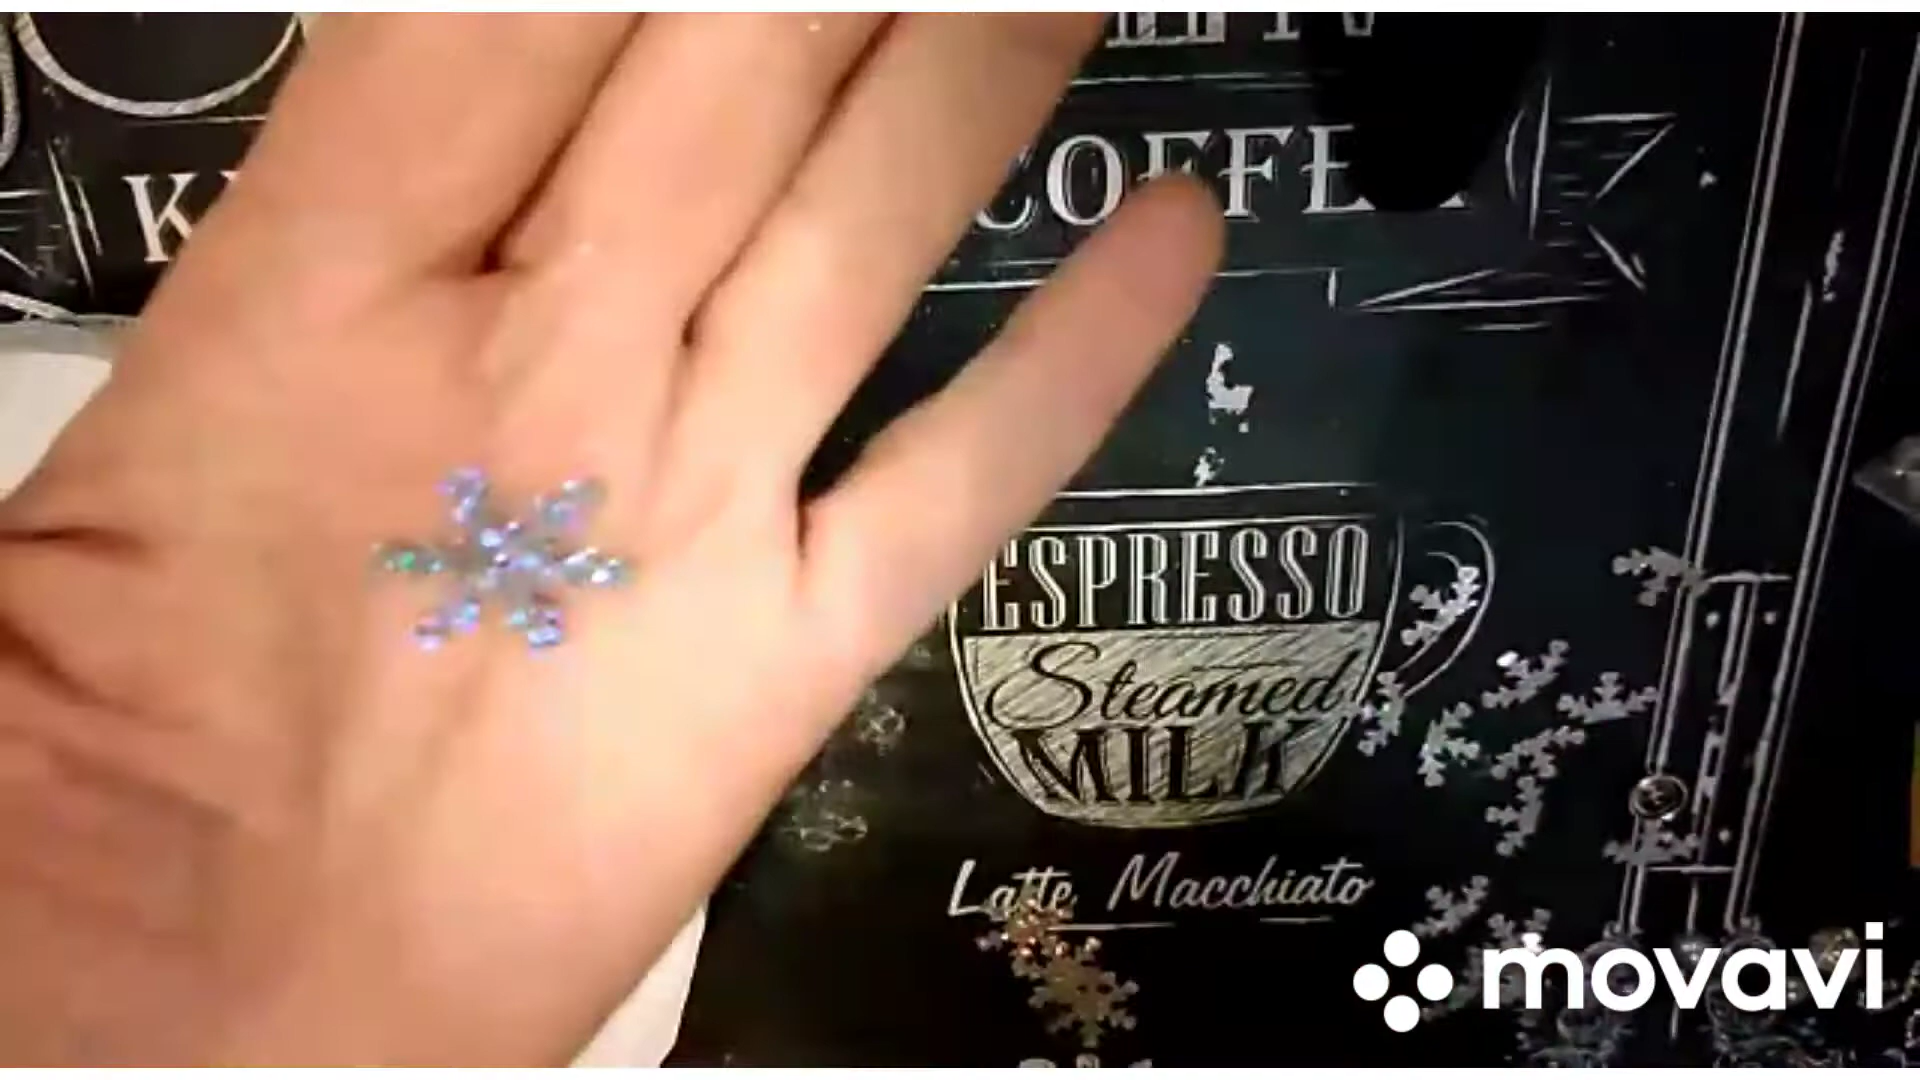 COFFE
ESPRESSO
Steamed
MILK
Latte Macchiato
movavi